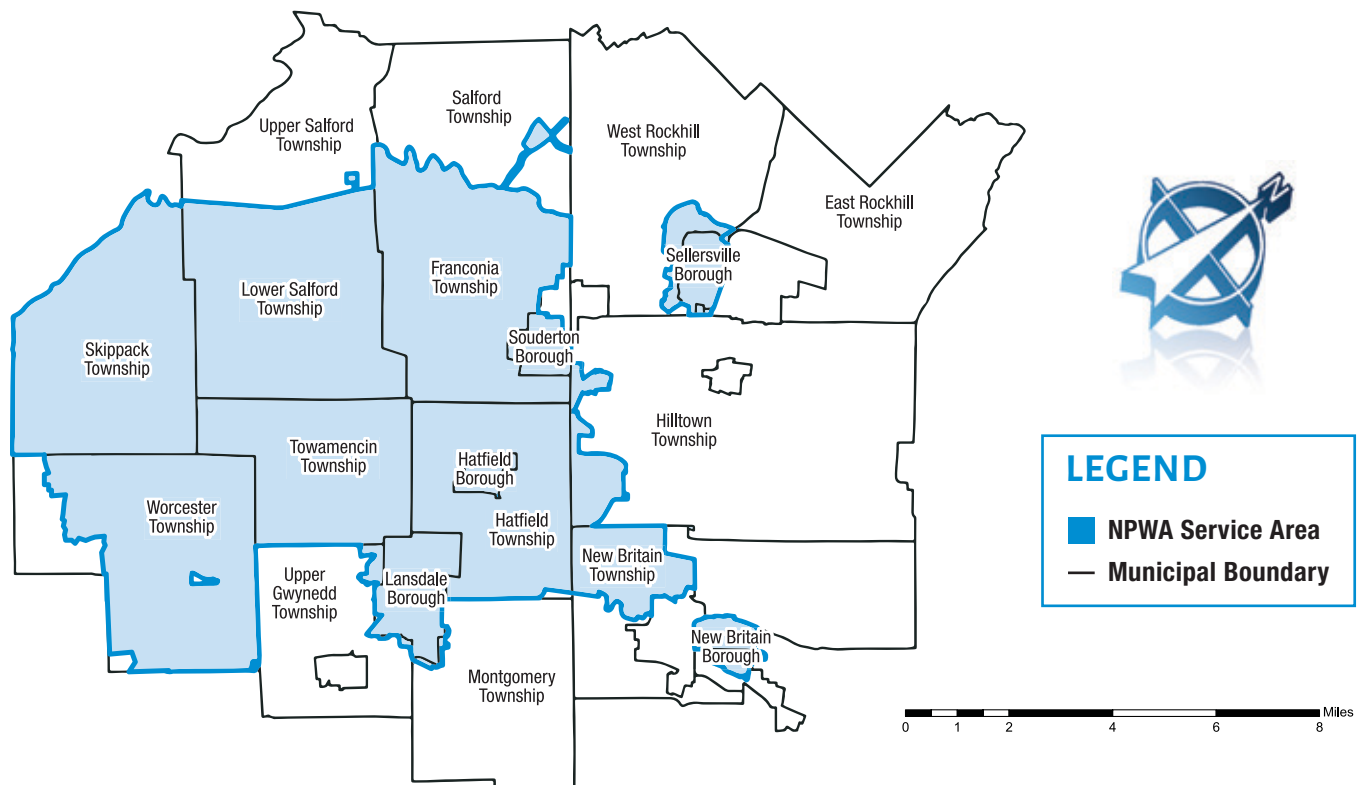 Salford
Township
Upper Salford
Township
West Rockhill
Township
East Rockhill
Township
N
Sellersville
Borough
Franconia
Township
Lower Salford
Township
Souderton
Borough
Skippack
Township
Hilltown
Township
Towamencin
Township
Hatfield
Borough
Worcester
Township
Hatfield
Township
New Britain
Township
Upper
Gwynedd
Township
Lansdale
Borough
New Britain
Borough
Montgomery
Township
LEGEND
NPWA Service Area
Municipal Boundary
Miles
0 1 2 4 6 8